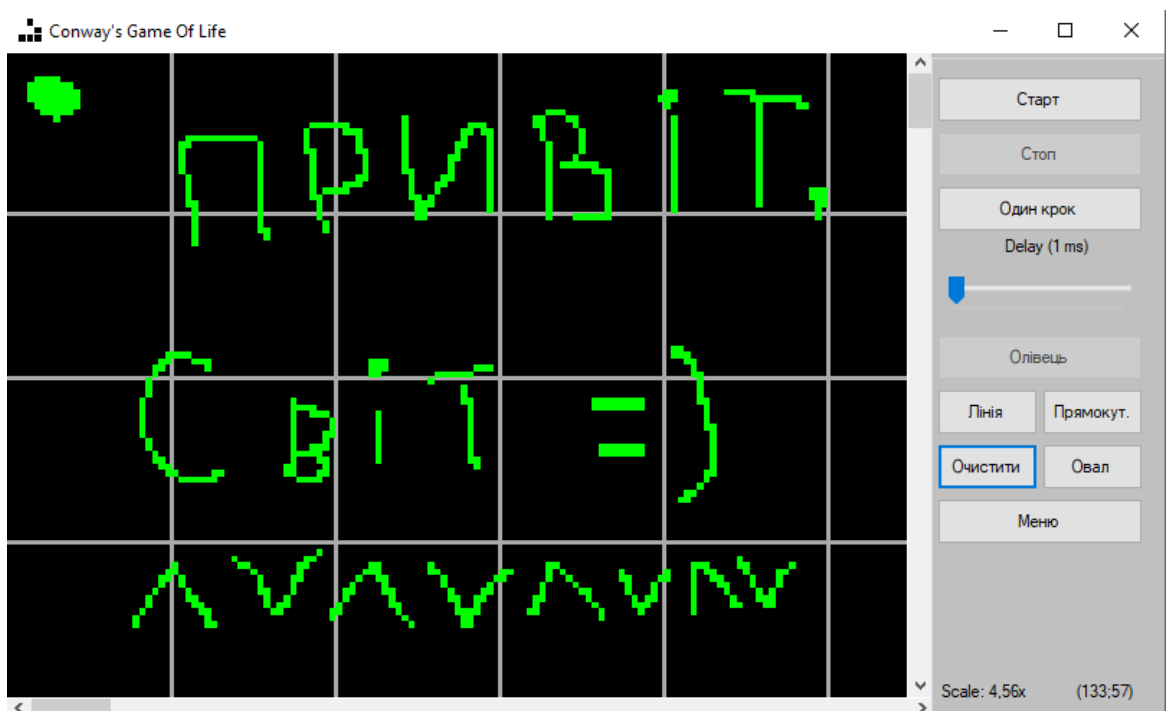 Conway's Game Of Life
Старт
Стоп
Один крок
Delay (1 ms)
Олівець
Лінія Прямокут.
Очистити Овал
Меню
Scale: 4,56x (133;57)
ПРИВіТ,
Світ =)